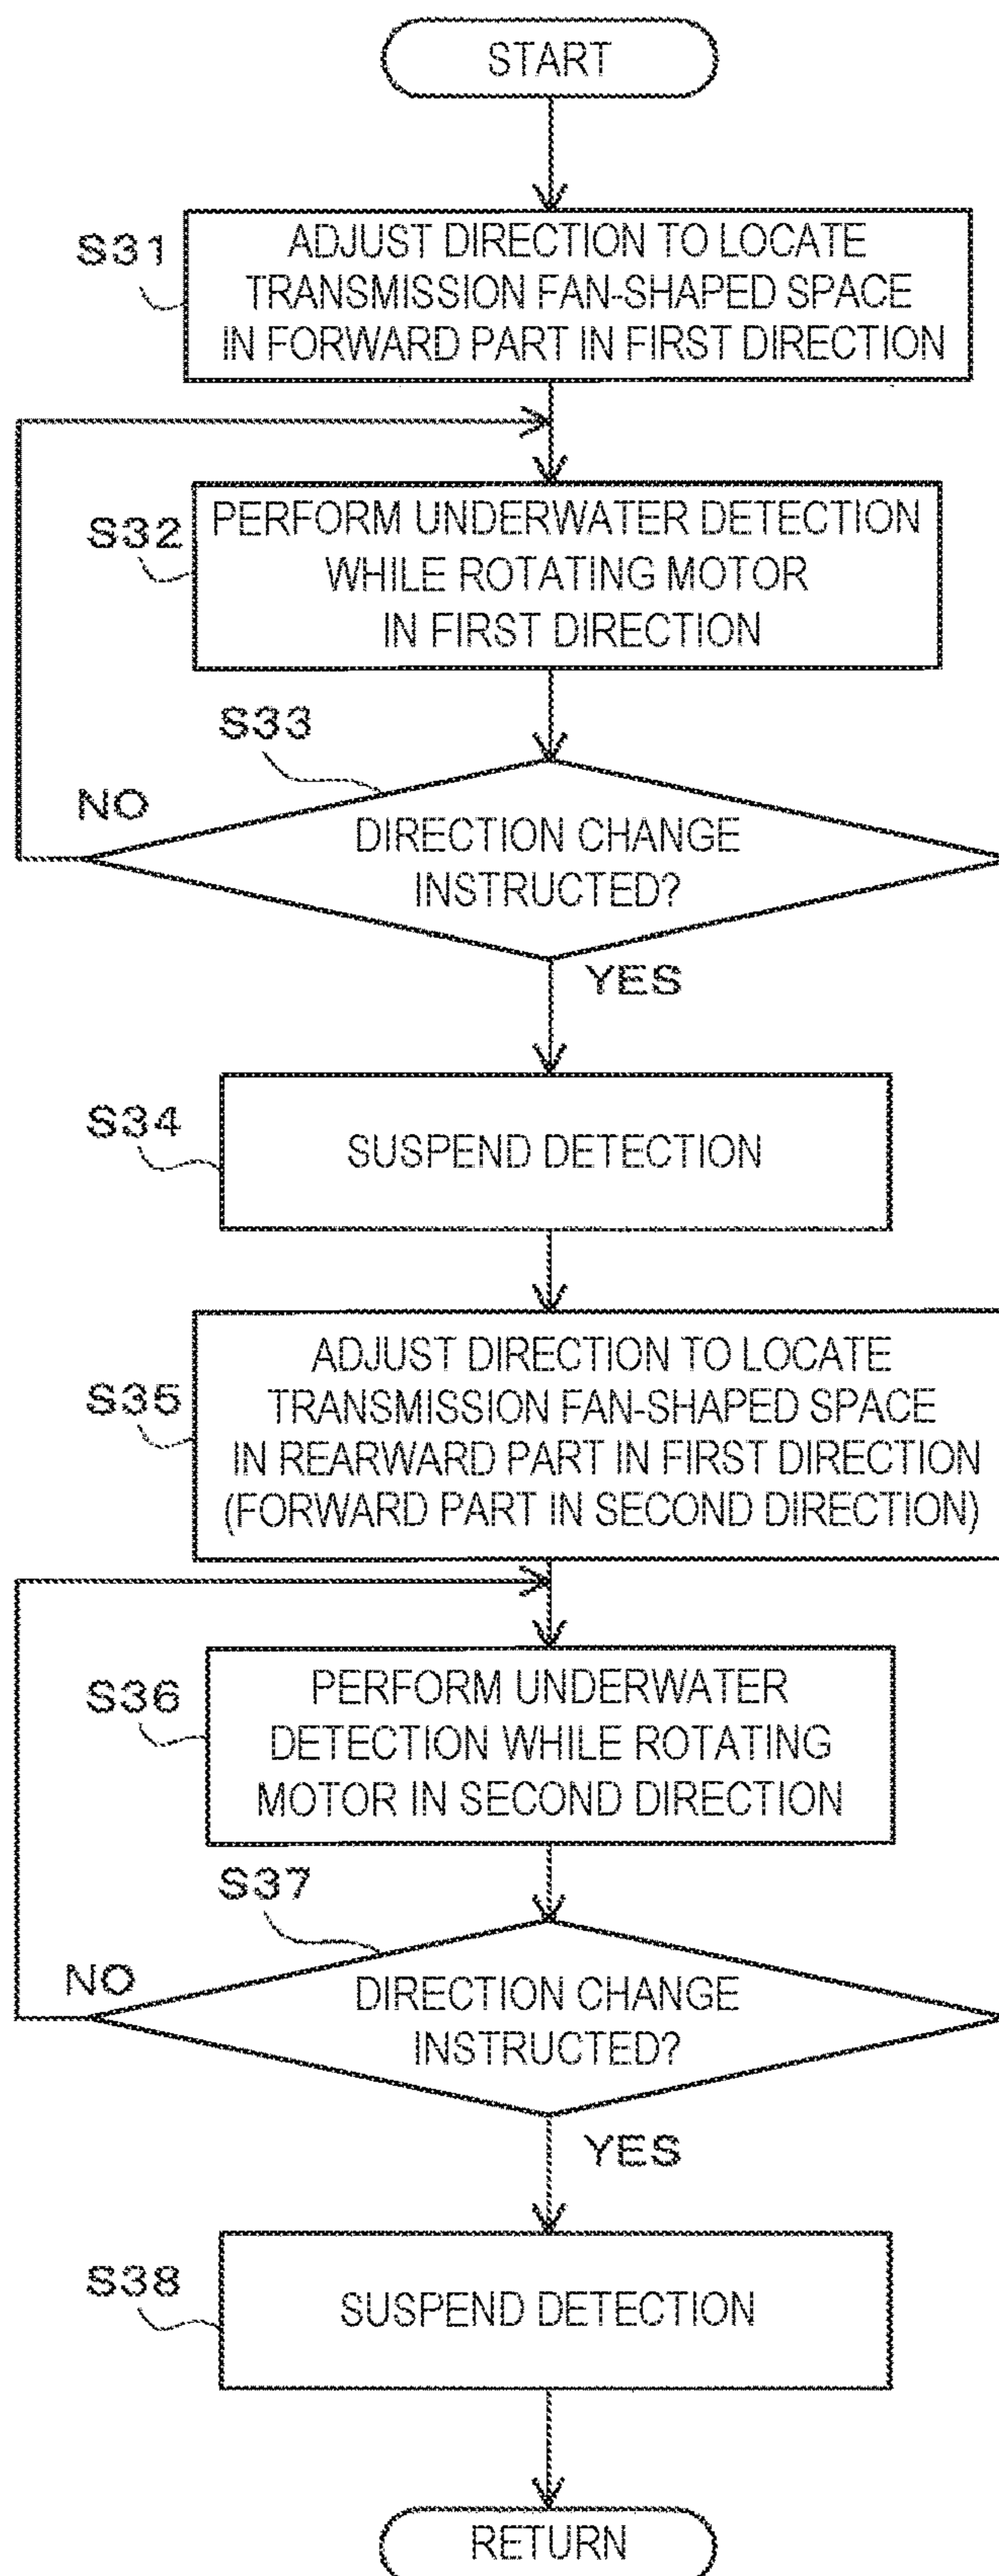 START
S31
ADJUST DIRECTION TO LOCATE
TRANSMISSION FAN-SHAPED SPACE
IN FORWARD PART IN FIRST DIRECTION
S32
PERFORM UNDERWATER DETECTION
WHILE ROTATING MOTOR
IN FIRST DIRECTION
S33
NO
DIRECTION CHANGE
INSTRUCTED?
YES
S34
SUSPEND DETECTION
S35
ADJUST DIRECTION TO LOCATE
TRANSMISSION FAN-SHAPED SPACE
IN REARWARD PART IN FIRST DIRECTION
(FORWARD PART IN SECOND DIRECTION)
S36
PERFORM UNDERWATER
DETECTION WHILE ROTATING
MOTOR IN SECOND DIRECTION
S37
NO
DIRECTION CHANGE
INSTRUCTED?
YES
S38
SUSPEND DETECTION
RETURN